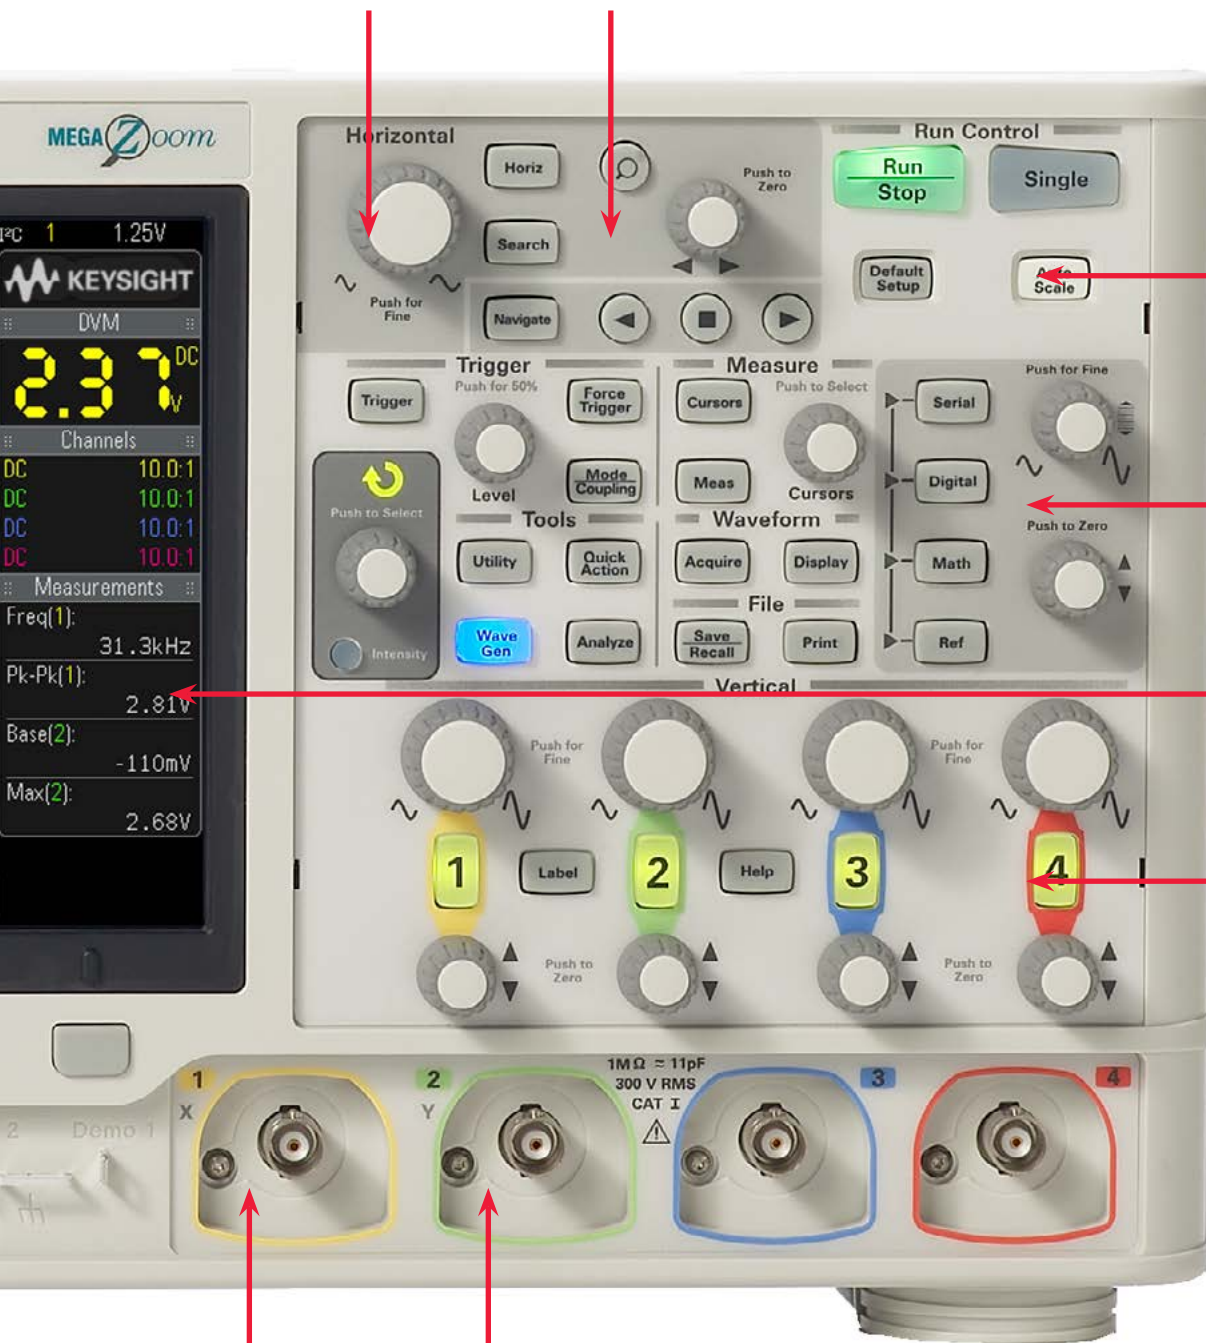 MEGA Zoom
I²C 1 1.25V
KEYSIGHT
DVM
2.37 DC
V
Channels
DC 10.0:1
DC 10.0:1
DC 10.0:1
DC 10.0:1
Measurements
Freq(1):
31.3kHz
Pk-Pk(1):
2.81V
Base(2):
-110mV
Max(2):
2.68V
Horizontal
Horiz
Search
Navigate
Push for
Fine
Push to
Zero
Run Control
Run
Stop
Single
Default
Setup
Auto
Scale
Trigger
Push for 50%
Trigger
Force
Trigger
Level
Mode
Coupling
Measure
Push to Select
Cursors
Meas
Cursors
Push to Select
Intensity
Tools
Utility
Quick
Action
Wave
Gen
Analyze
Waveform
Acquire
Display
File
Save
Recall
Print
Serial
Digital
Math
Ref
Push for Fine
Push to Zero
Vertical
Push for
Fine
Push for
Fine
1
Label
2
Help
3
4
Push to
Zero
Push to
Zero
1
X
2
Y
1MΩ ≈ 11pF
300 V RMS
CAT I
3
4
2 Demo 1